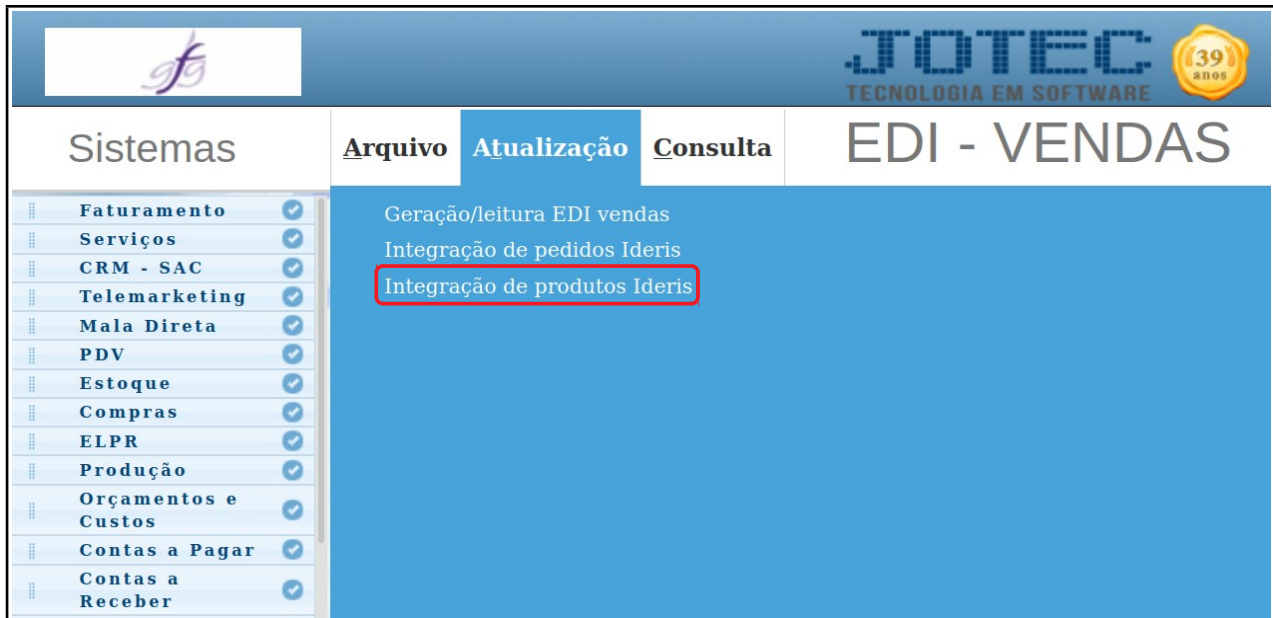 gfg
JOTEC
TECNOLOGIA EM SOFTWARE
39
anos
Sistemas
Arquivo Atualização Consulta
EDI - VENDAS
Faturamento
Serviços
CRM - SAC
Telemarketing
Mala Direta
PDV
Estoque
Compras
ELPR
Produção
Orçamentos e
Custos
Contas a Pagar
Contas a
Receber
Geração/leitura EDI vendas
Integração de pedidos Ideris
Integração de produtos Ideris